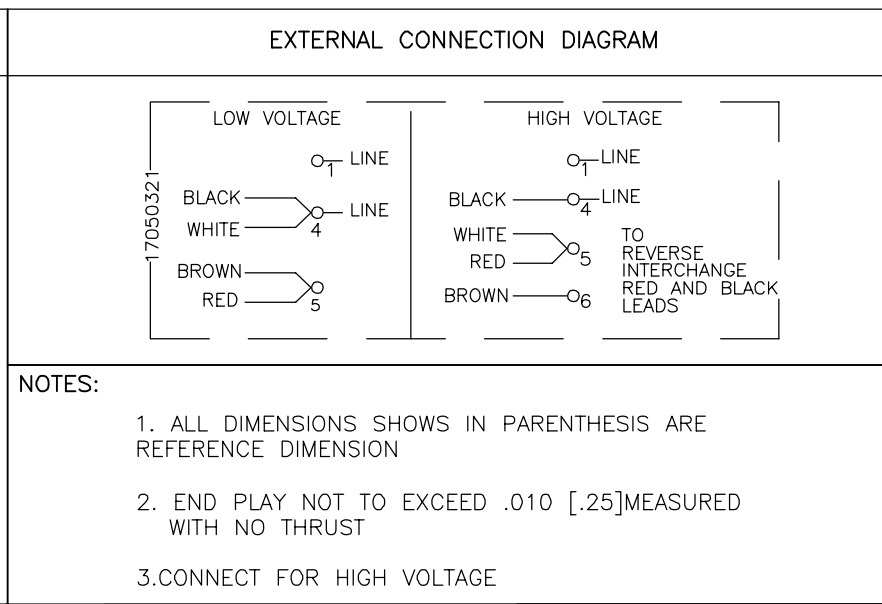 EXTERNAL CONNECTION DIAGRAM
17050321
LOW VOLTAGE
1 LINE
BLACK
WHITE
4 LINE
BROWN
RED
5
HIGH VOLTAGE
1 LINE
BLACK 4 LINE
WHITE
RED
5
BROWN 6
TO
REVERSE
INTERCHANGE
RED AND BLACK
LEADS
NOTES:
1. ALL DIMENSIONS SHOWS IN PARENTHESIS ARE
REFERENCE DIMENSION
2. END PLAY NOT TO EXCEED .010 [.25]MEASURED
WITH NO THRUST
3.CONNECT FOR HIGH VOLTAGE